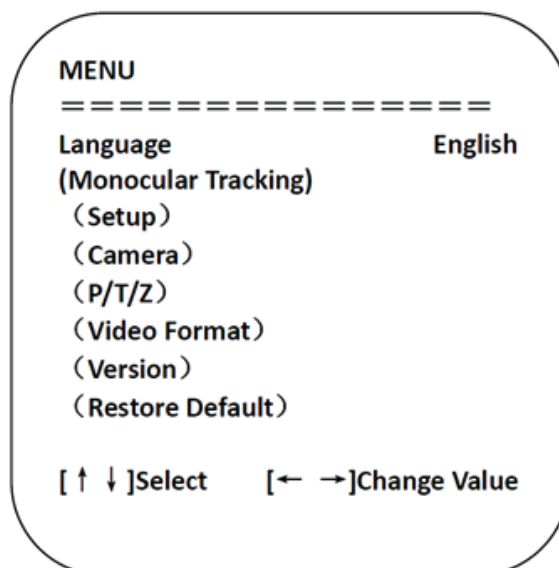 MENU
===============
Language English
(Monocular Tracking)
（Setup）
（Camera）
（P/T/Z）
（Video Format）
（Version）
（Restore Default）
[ ↑ ↓ ]Select [← →]Change Value